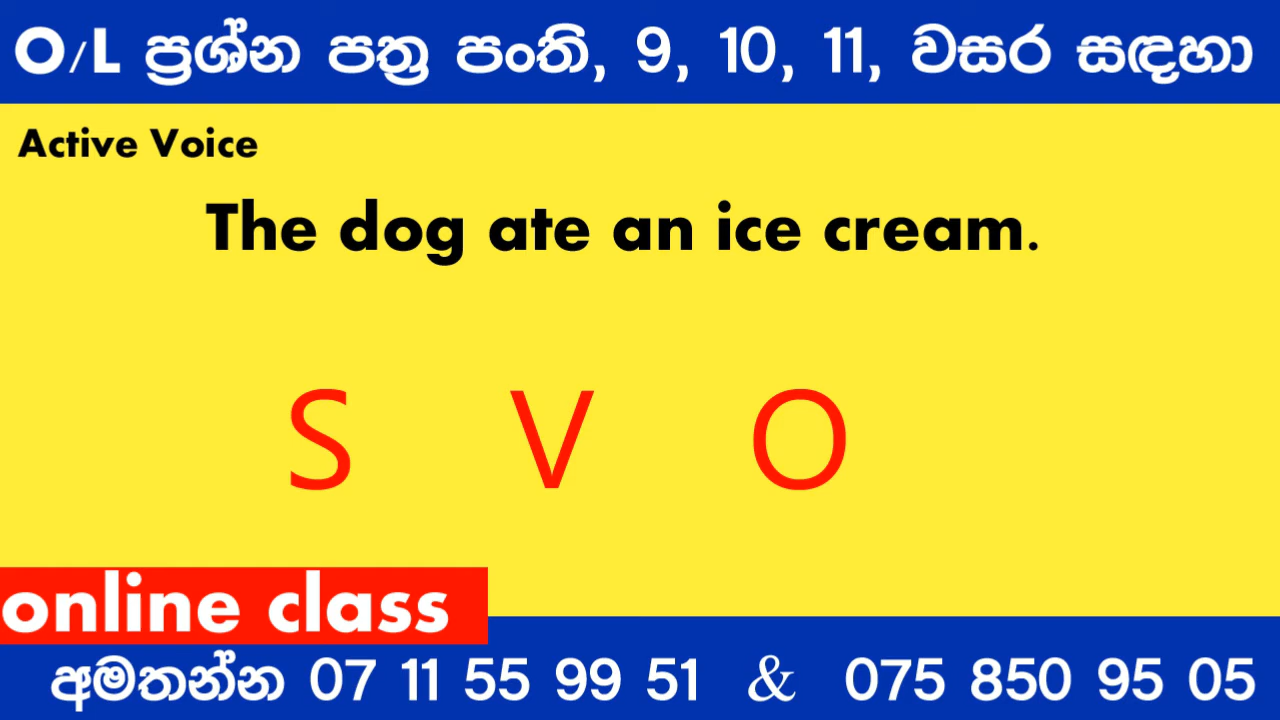 O/L ප්‍රශ්න පත්‍ර පංති, 9, 10, 11, වසර සඳහා
Active Voice
The dog ate an ice cream.
S V O
online class
අමතන්න 07 11 55 99 51 & 075 850 95 05